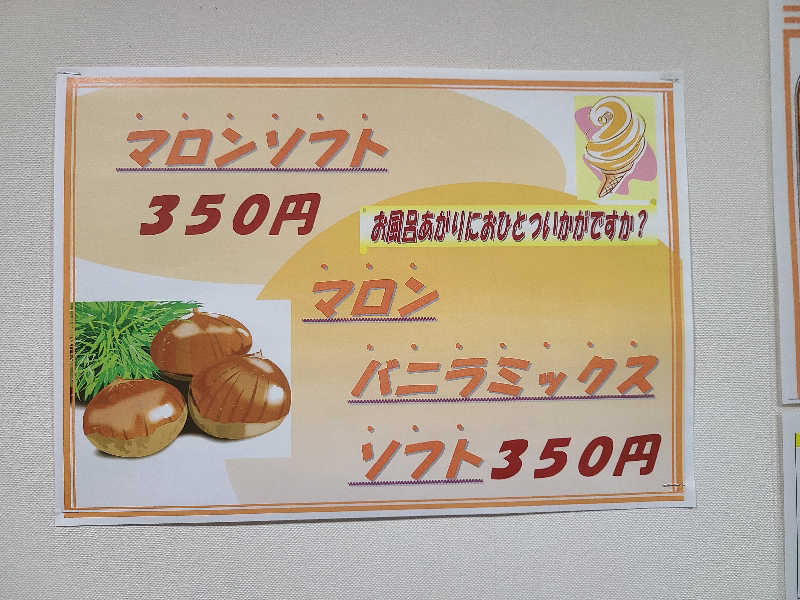 マロンソフト
350円
お風呂あがりにおひとついかがですか?
マロン
バニラミックス
ソフト350円